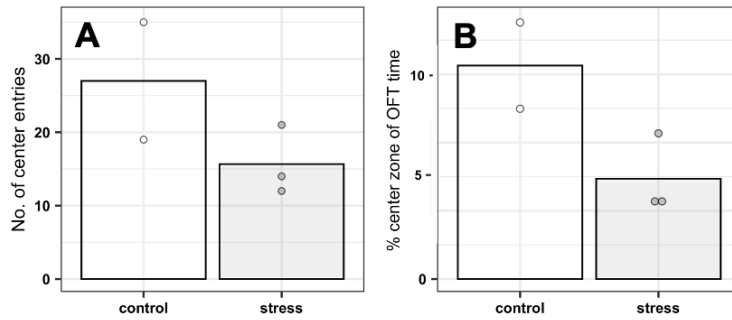 A
No. of center entries
30
20
10
0
control
stress
B
% center zone of OFT time
10
5
0
control
stress